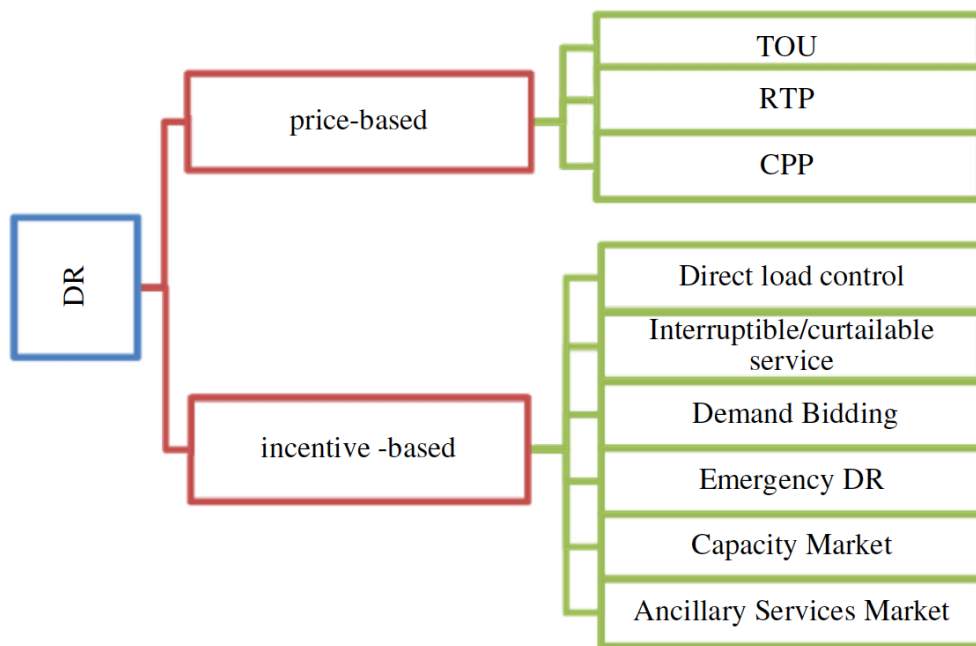 DR
price-based
TOU
RTP
CPP
incentive -based
Direct load control
Interruptible/curtailable
service
Demand Bidding
Emergency DR
Capacity Market
Ancillary Services Market